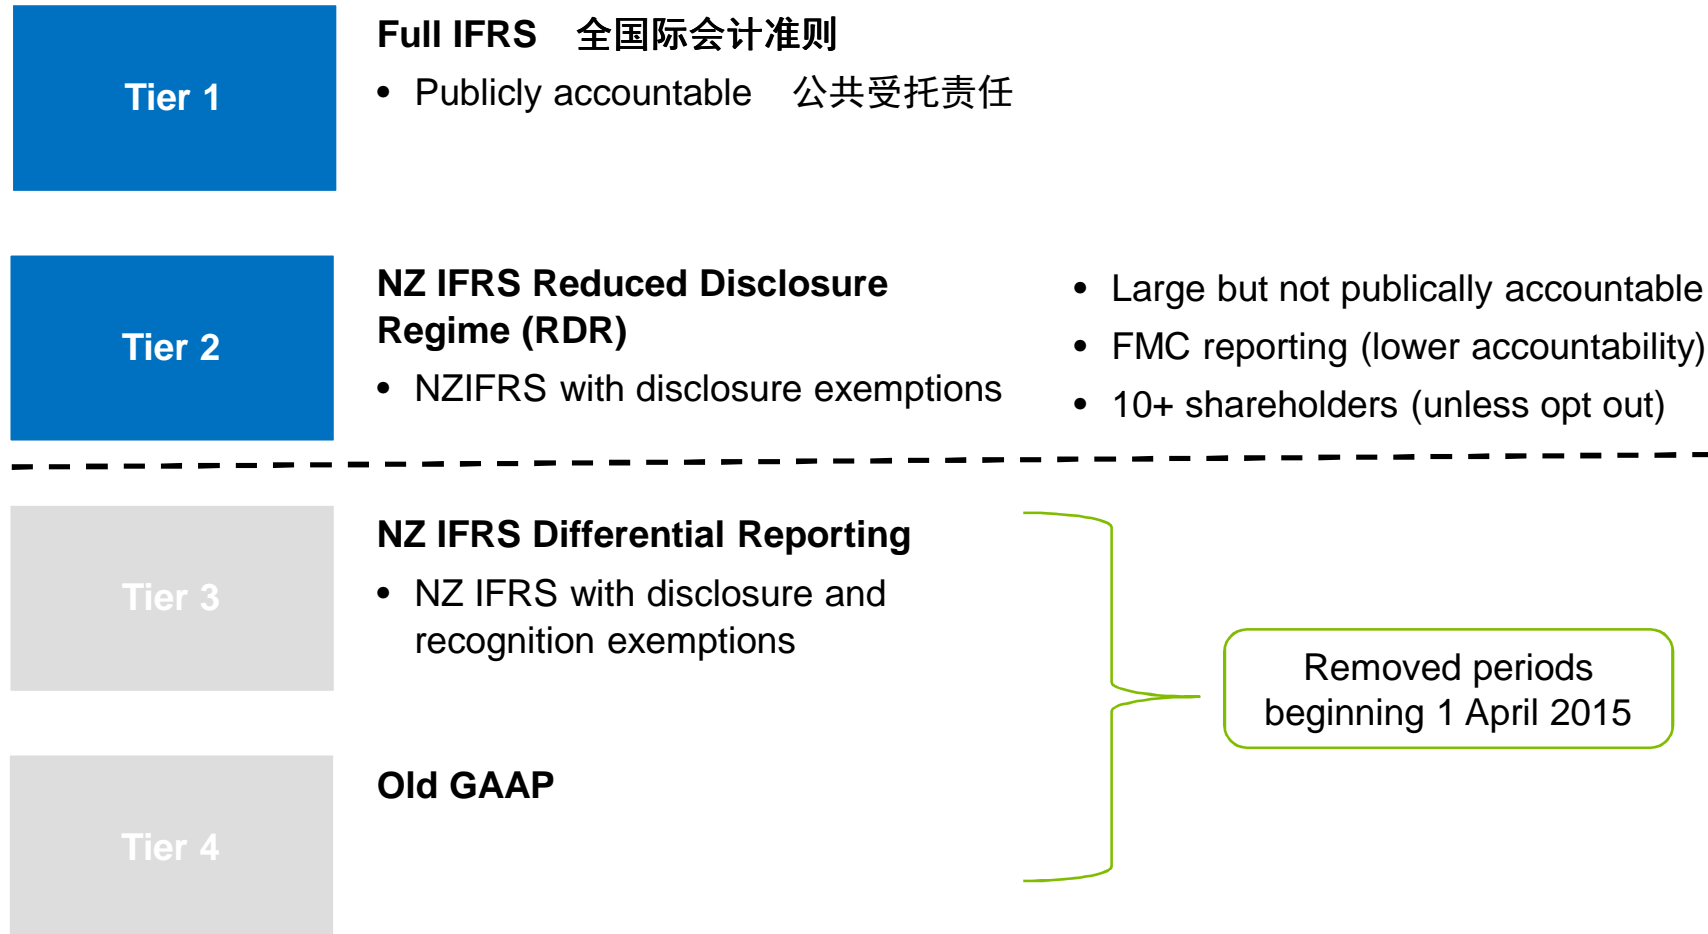 Tier 1
Full IFRS 全国际会计准则
• Publicly accountable 公共受托责任
Tier 2
NZ IFRS Reduced Disclosure
Regime (RDR)
• NZIFRS with disclosure exemptions
• Large but not publically accountable
• FMC reporting (lower accountability)
• 10+ shareholders (unless opt out)
Tier 3
NZ IFRS Differential Reporting
• NZ IFRS with disclosure and
recognition exemptions
Removed periods
beginning 1 April 2015
Tier 4
Old GAAP